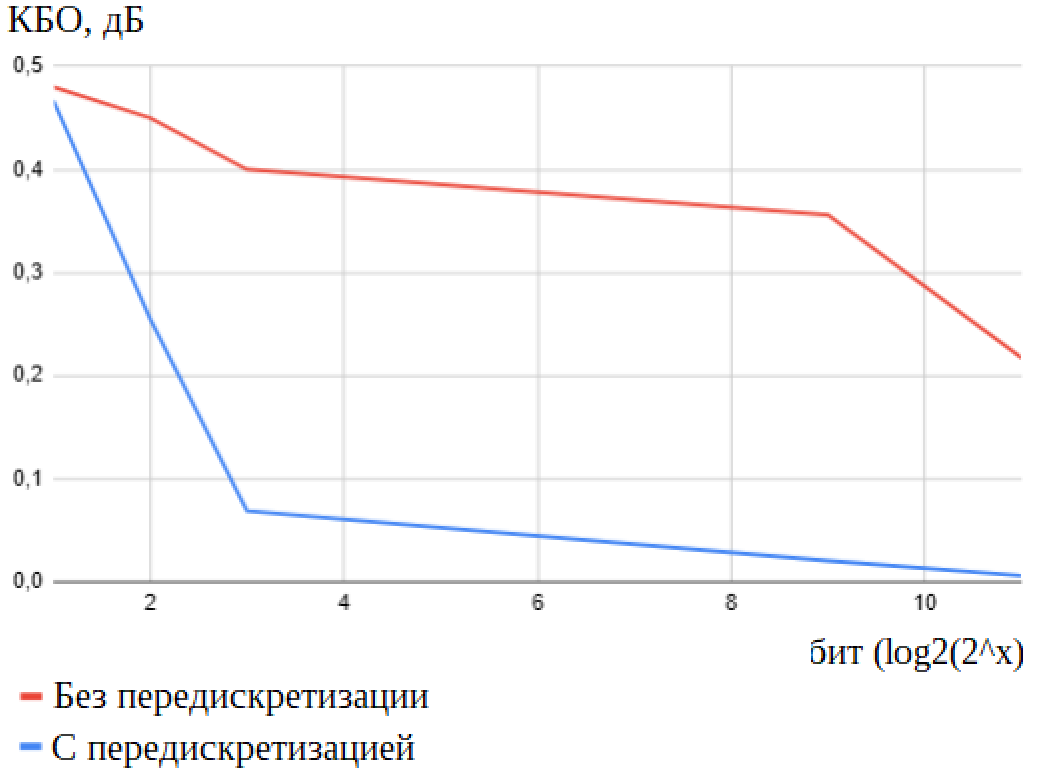 КБО, дБ
0,5
0,4
0,3
0,2
0,1
0,0
2 4 6 8 10
бит (log2(2^x)
Без передискретизации
С передискретизацией